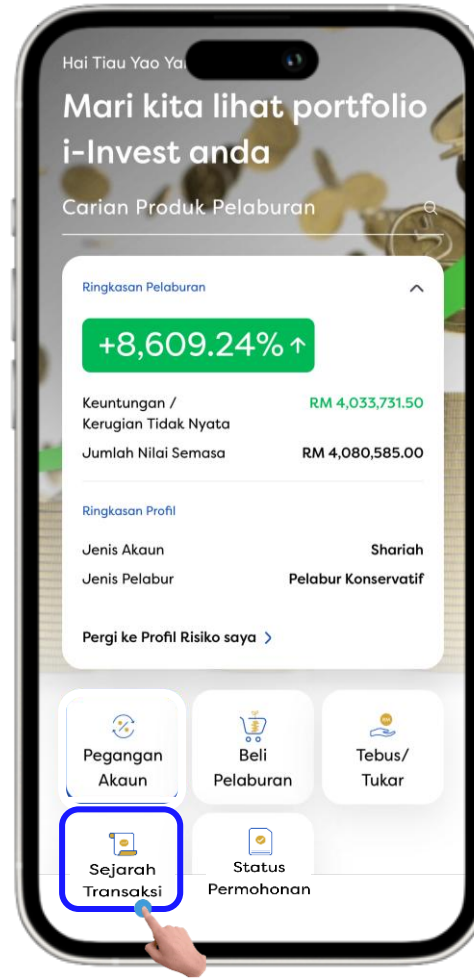 Hai Tiau Yao Ya
Mari kita lihat portfolio
i-Invest anda
Carian Produk Pelaburan
Ringkasan Pelaburan
+8,609.24% ↑
Keuntungan / RM 4,033,731.50
Kerugian Tidak Nyata
Jumlah Nilai Semasa RM 4,080,585.00
Ringkasan Profil
Jenis Akaun Shariah
Jenis Pelabur Pelabur Konservatif
Pergi ke Profil Risiko saya >
Pegangan
Akaun
Beli
Pelaburan
RM
Tebus/
Tukar
Sejarah
Transaksi
Status
Permohonan